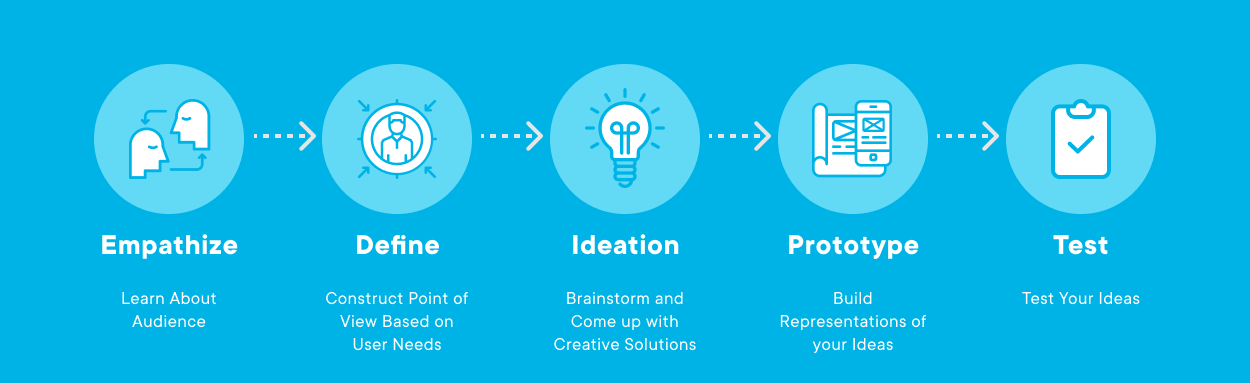 Empathize
Learn About
Audience
Define
Construct Point of
View Based on
User Needs
Ideation
Brainstorm and
Come up with
Creative Solutions
Prototype
Build
Representations of
your Ideas
Test
Test Your Ideas